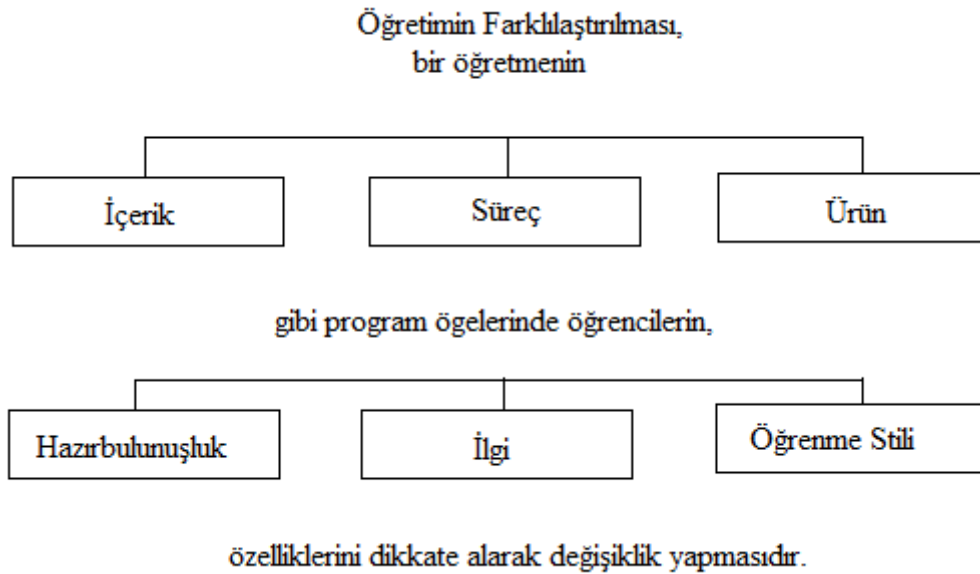 Öğretimin Farklılaştırılması,
bir öğretmenin
İçerik
Süreç
Ürün
gibi program ögelerinde öğrencilerin,
Hazırbulunuşluk
İlgi
Öğrenme Stili
özelliklerini dikkate alarak değişiklik yapmasıdır.